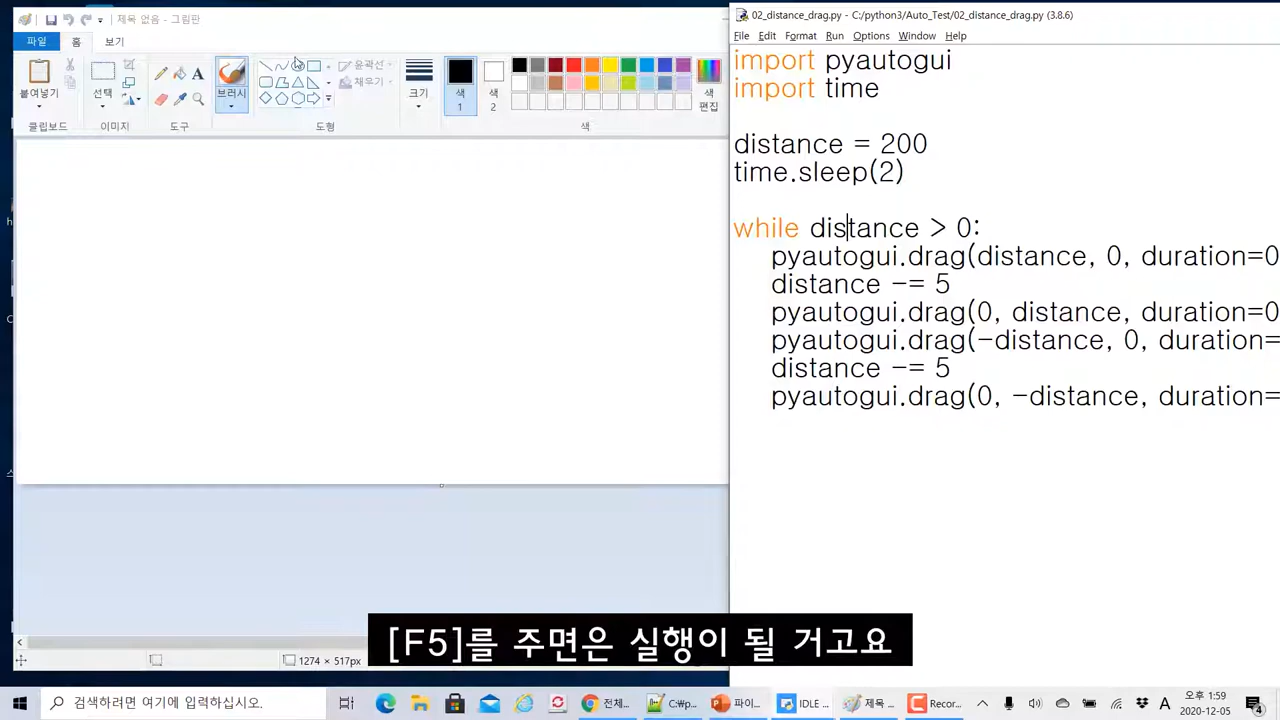 제목 없음 - 그림판
파일 홈 보기
붙여넣기
선택
브러시
윤곽선
채우기
크기
색
1
색
2
색
편집
클립보드 이미지 도구 도형 색
1274 × 517px
02_distance_drag.py - C:/python3/Auto_Test/02_distance_drag.py (3.8.6)
File Edit Format Run Options Window Help
import pyautogui
import time
distance = 200
time.sleep(2)
while distance > 0:
pyautogui.drag(distance, 0, duration=0
distance -= 5
pyautogui.drag(0, distance, duration=0
pyautogui.drag(-distance, 0, duration=
distance -= 5
pyautogui.drag(0, -distance, duration=
[F5]를 주면은 실행이 될 거고요
검색하려면 여기에 입력하십시오.
전체... C:\p... 파이... IDLE ... 제목 ... Recor...
A
오후 1:59
2020-12-05
4